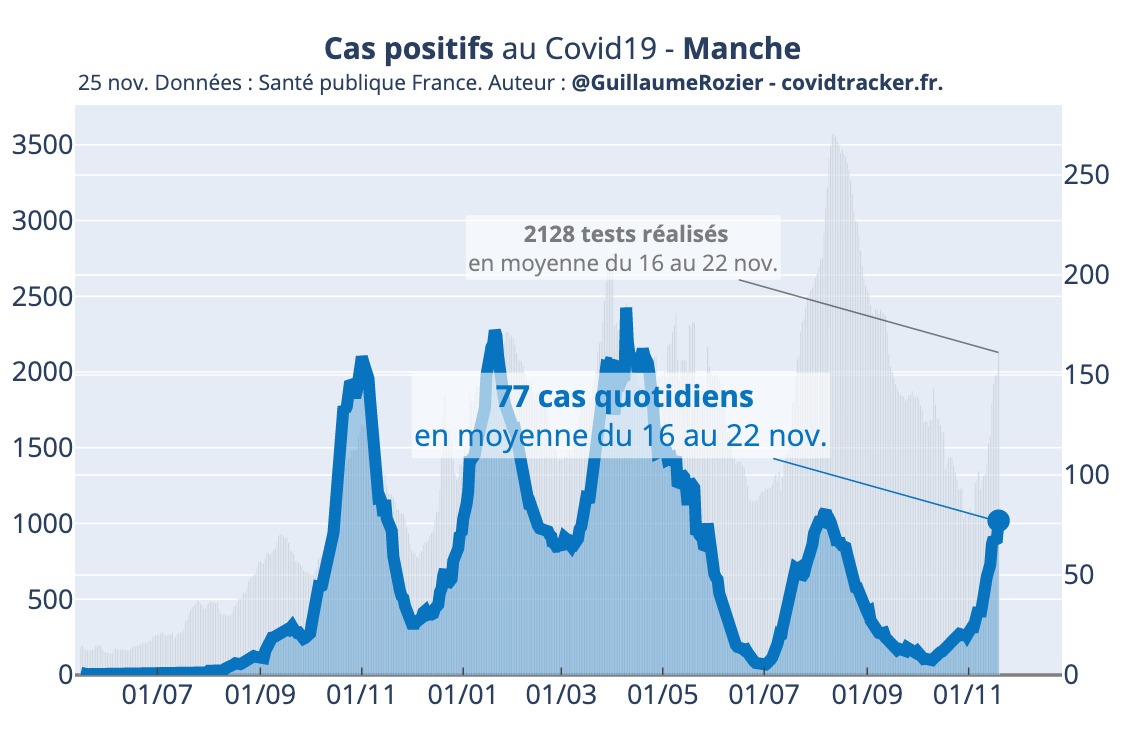 Cas positifs au Covid19 - Manche
25 nov. Données : Santé publique France. Auteur : @GuillaumeRozier - covidtracker.fr.
3500
3000
2500
2000
1500
1000
500
0
2128 tests réalisés
en moyenne du 16 au 22 nov.
77 cas quotidiens
en moyenne du 16 au 22 nov.
250
200
150
100
50
0
01/07 01/09 01/11 01/01 01/03 01/05 01/07 01/09 01/11